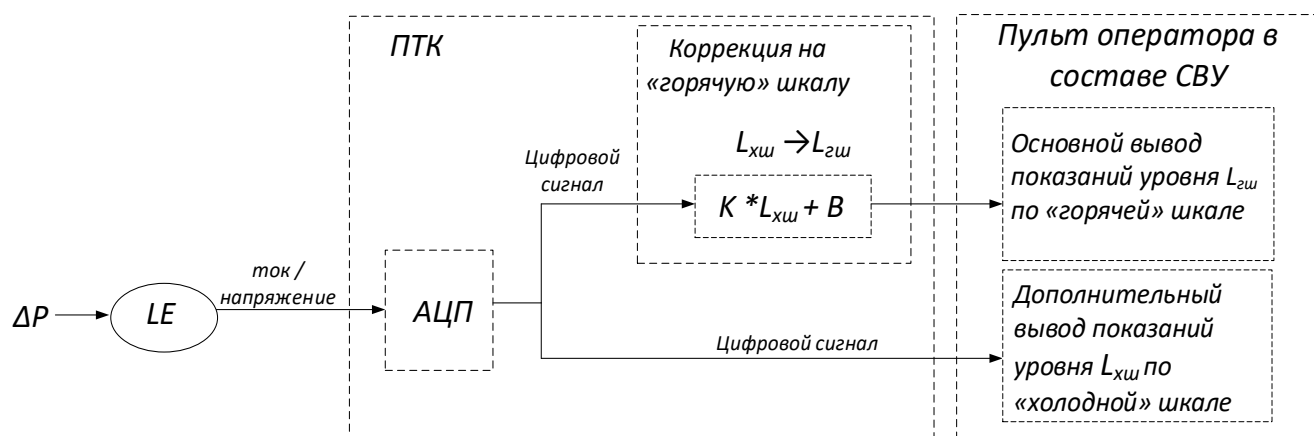 ПТК
Коррекция на
«горячую» шкалу
Lхш →Lгш
K *Lхш + B
Цифровой
сигнал
ΔP
LE
ток /
напряжение
АЦП
Цифровой сигнал
Пульт оператора в
составе СВУ
Основной вывод
показаний уровня Lгш
по «горячей» шкале
Дополнительный
вывод показаний
уровня Lхш по
«холодной» шкале